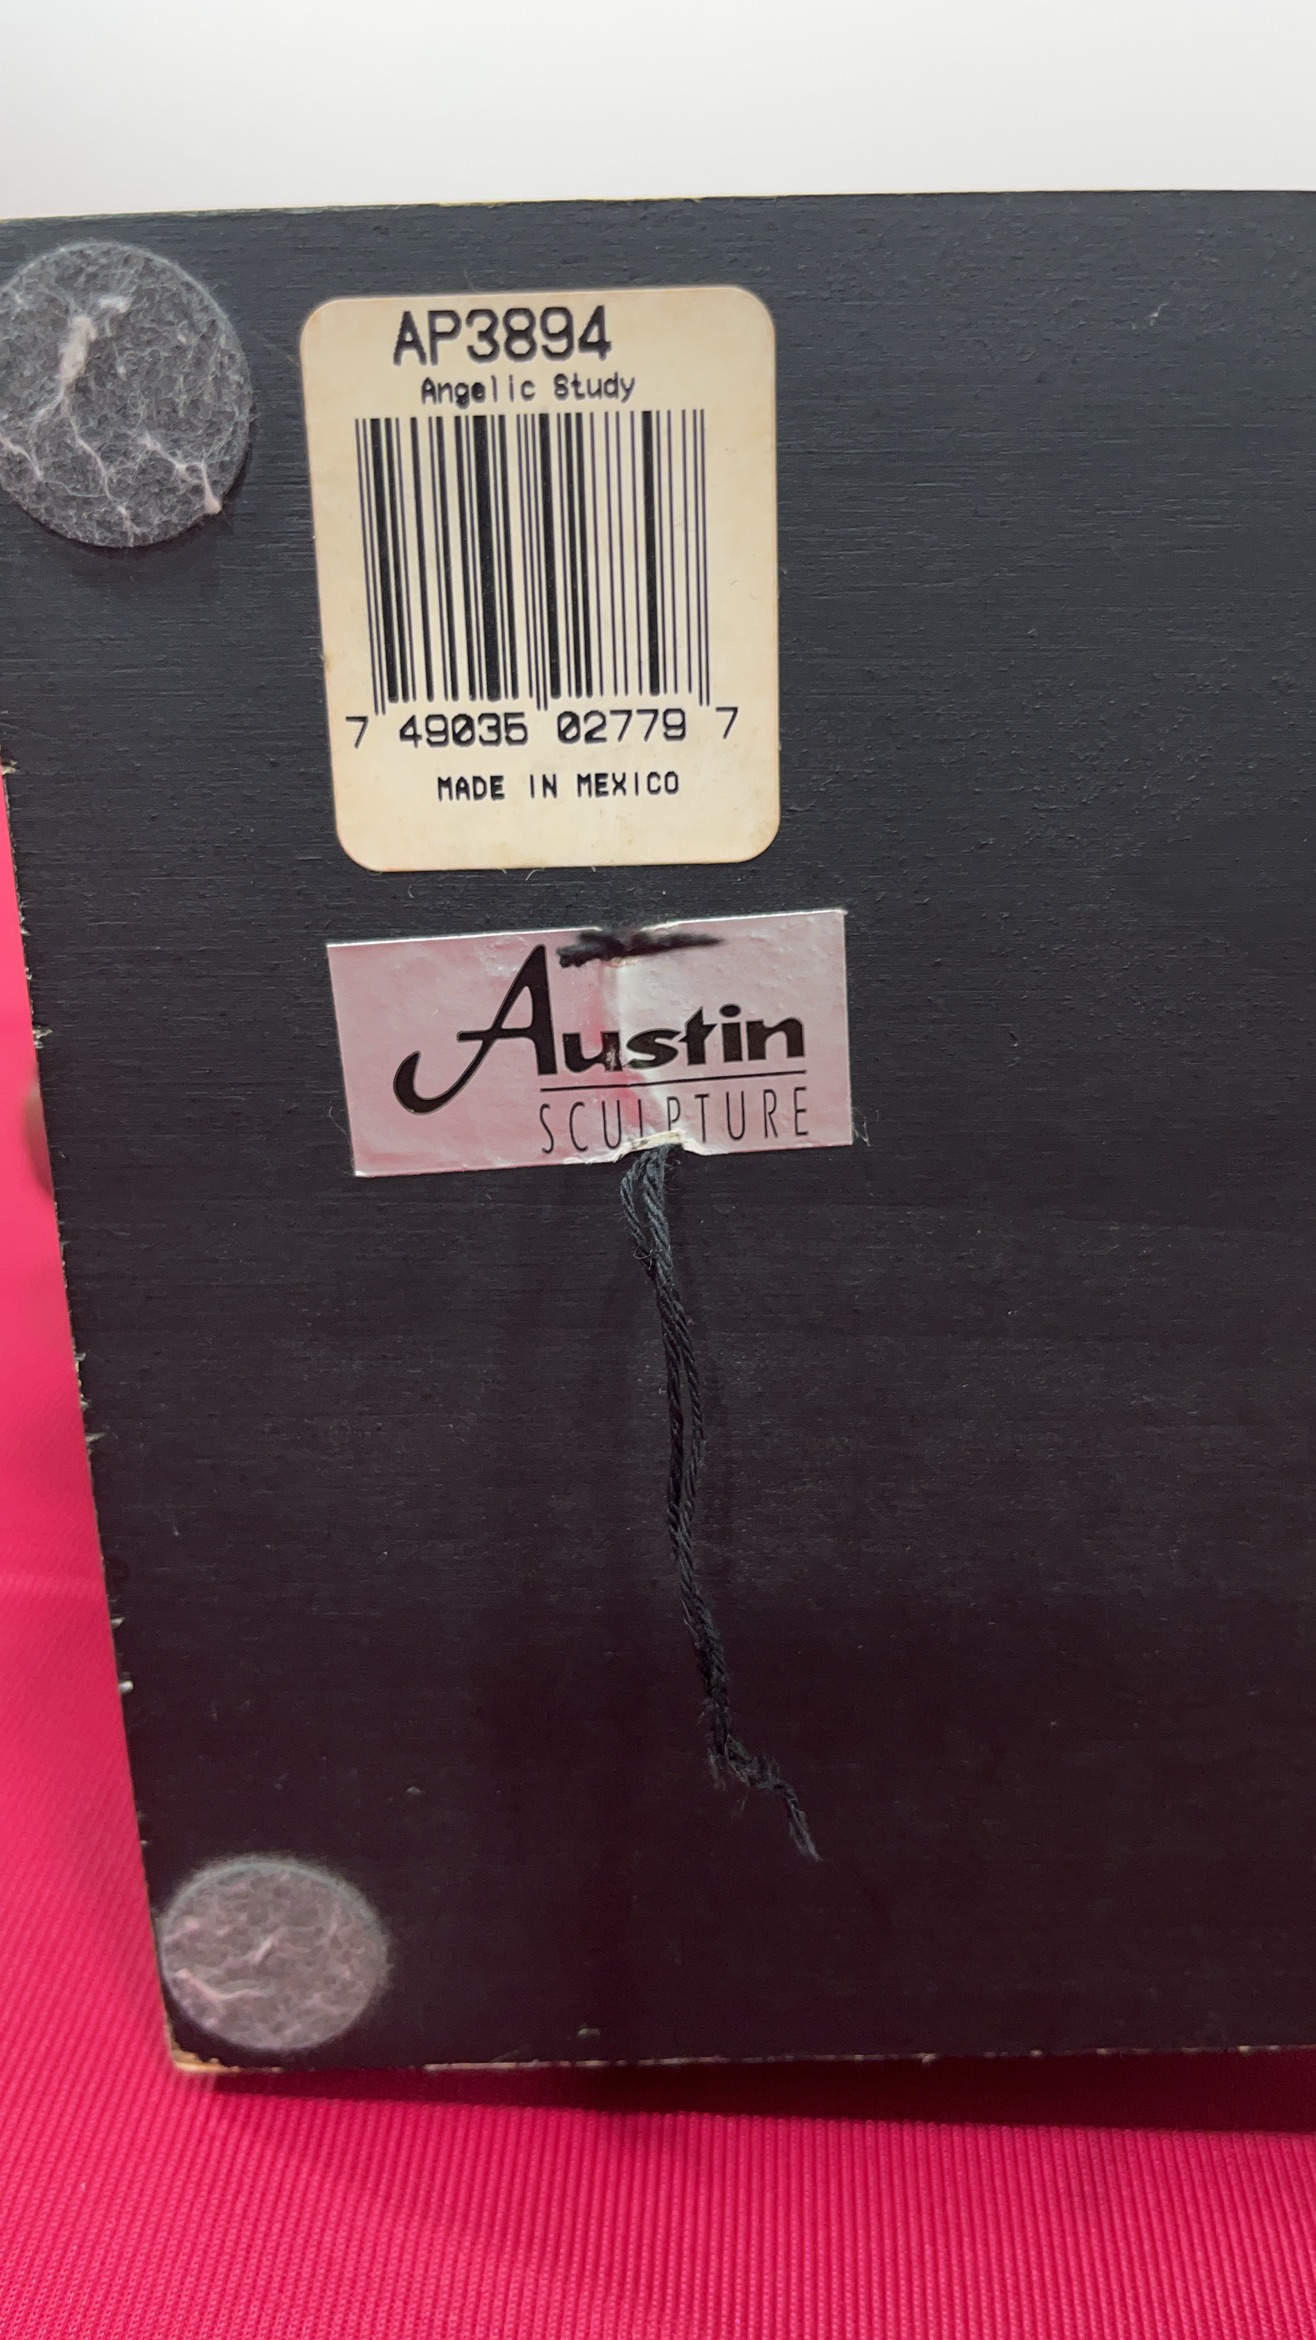 AP3894
Angelic Study
7 49035 02779 7
MADE IN MEXICO
Austin
SCULPTURE